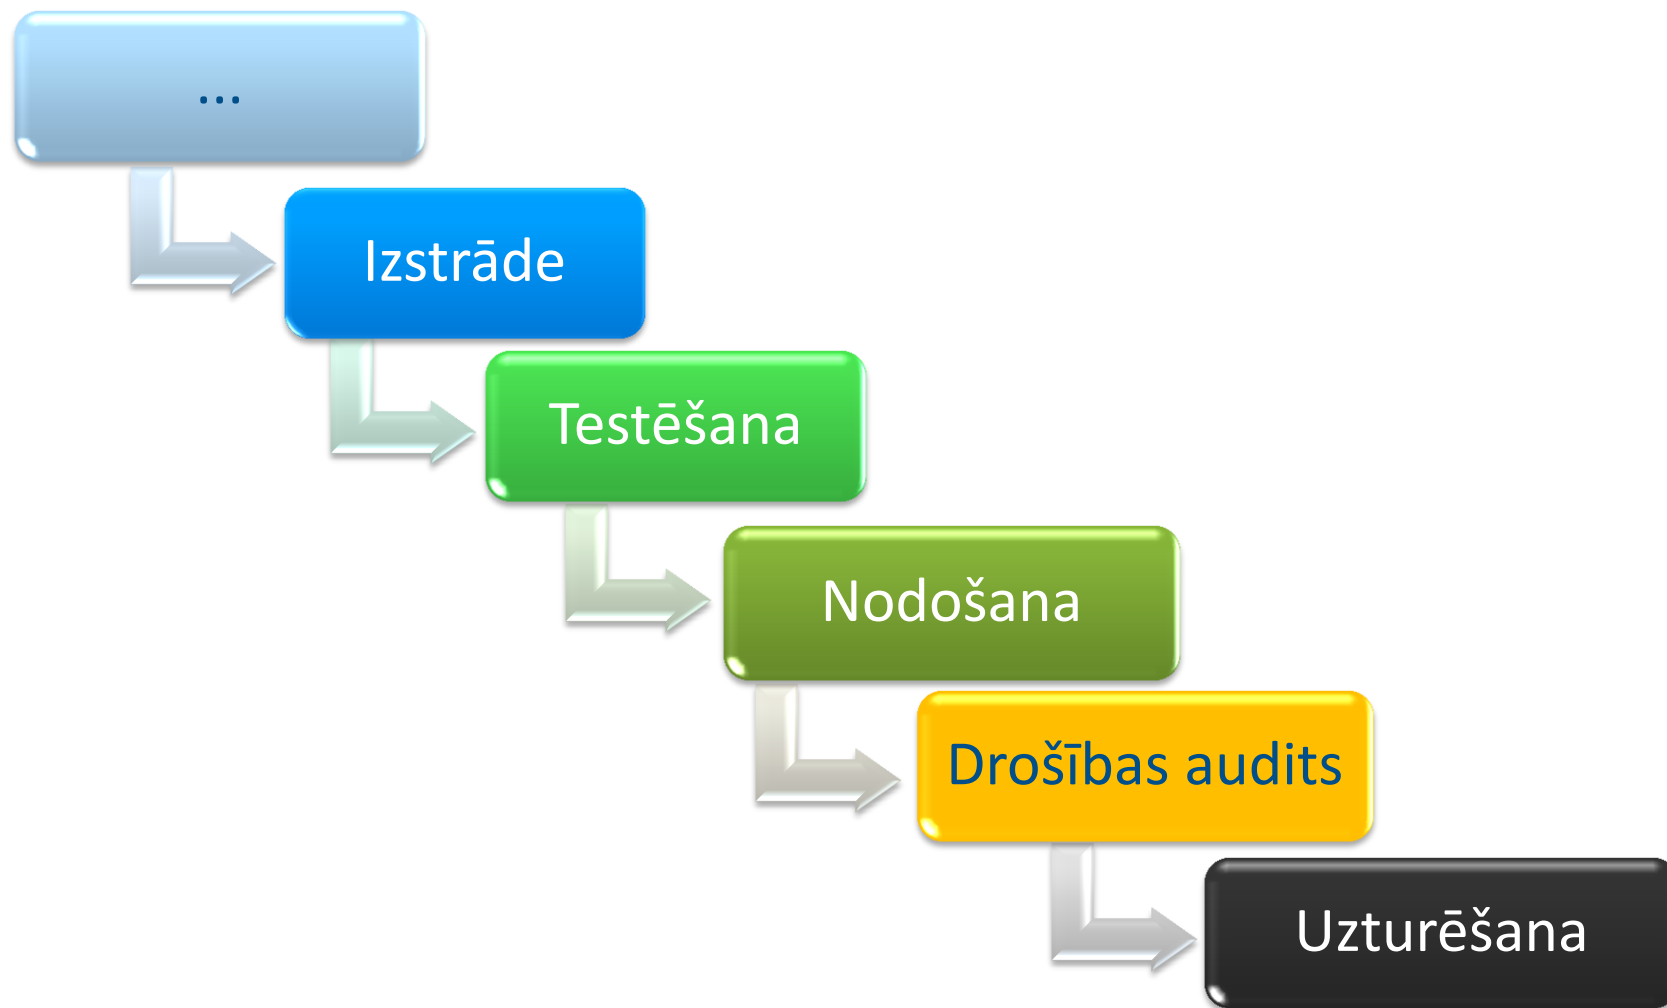 ...
Izstrāde
Testēšana
Nodošana
Drošības audits
Uzturēšana